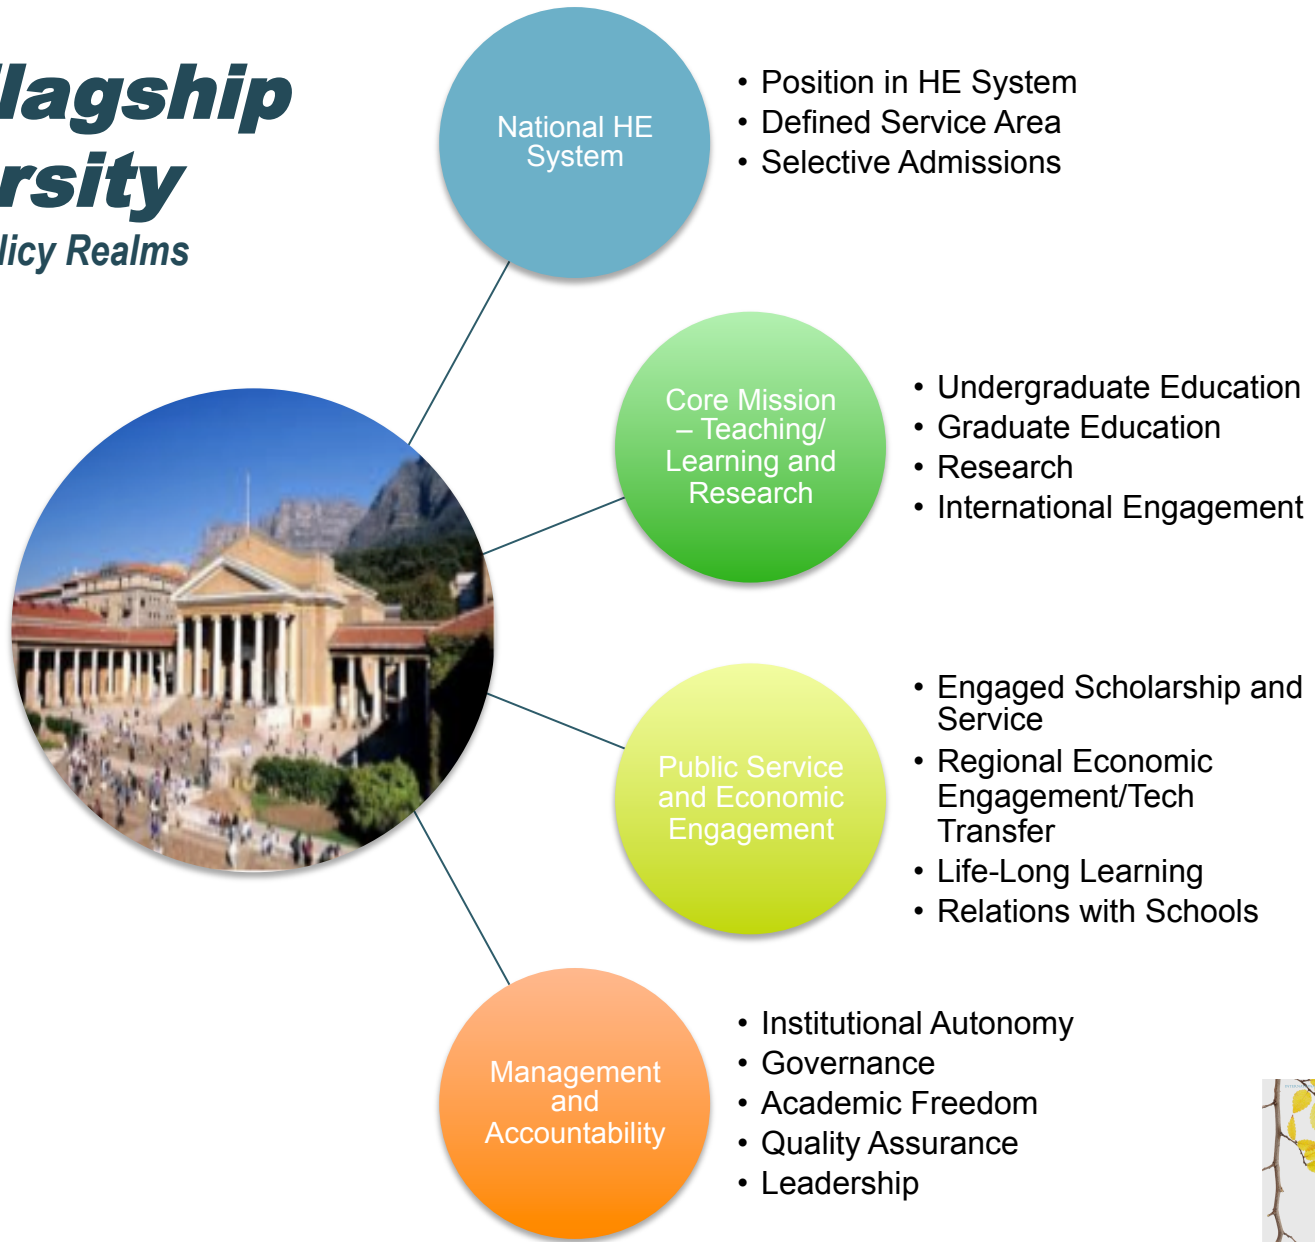 lagship
rsity
licy Realms
National HE
System
• Position in HE System
• Defined Service Area
• Selective Admissions
Core Mission
– Teaching/
Learning and
Research
• Undergraduate Education
• Graduate Education
• Research
• International Engagement
Public Service
and Economic
Engagement
• Engaged Scholarship and
Service
• Regional Economic
Engagement/Tech
Transfer
• Life-Long Learning
• Relations with Schools
Management
and
Accountability
• Institutional Autonomy
• Governance
• Academic Freedom
• Quality Assurance
• Leadership